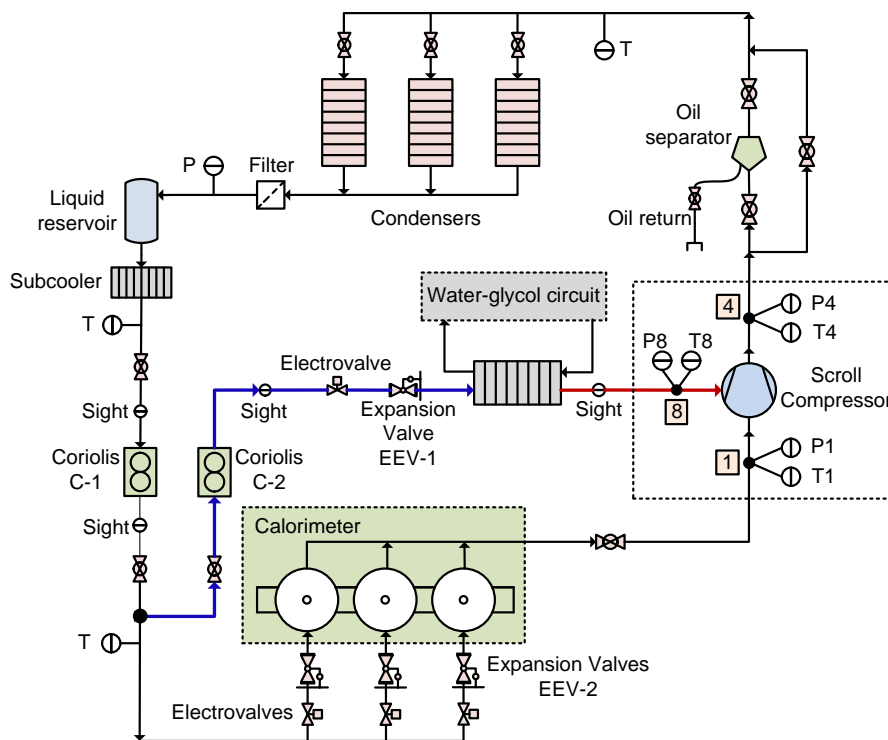 T
Oil
separator
P
Filter
Liquid
reservoir
Condensers
Oil return
Subcooler
Water-glycol circuit
4
P4
T4
T
P8
T8
Electrovalve
Scroll
Compressor
Sight
Sight
Expansion
Valve
EEV-1
Sight
8
Coriolis
C-1
Coriolis
C-2
1
P1
T1
Sight
Calorimeter
T
Expansion Valves
EEV-2
Electrovalves